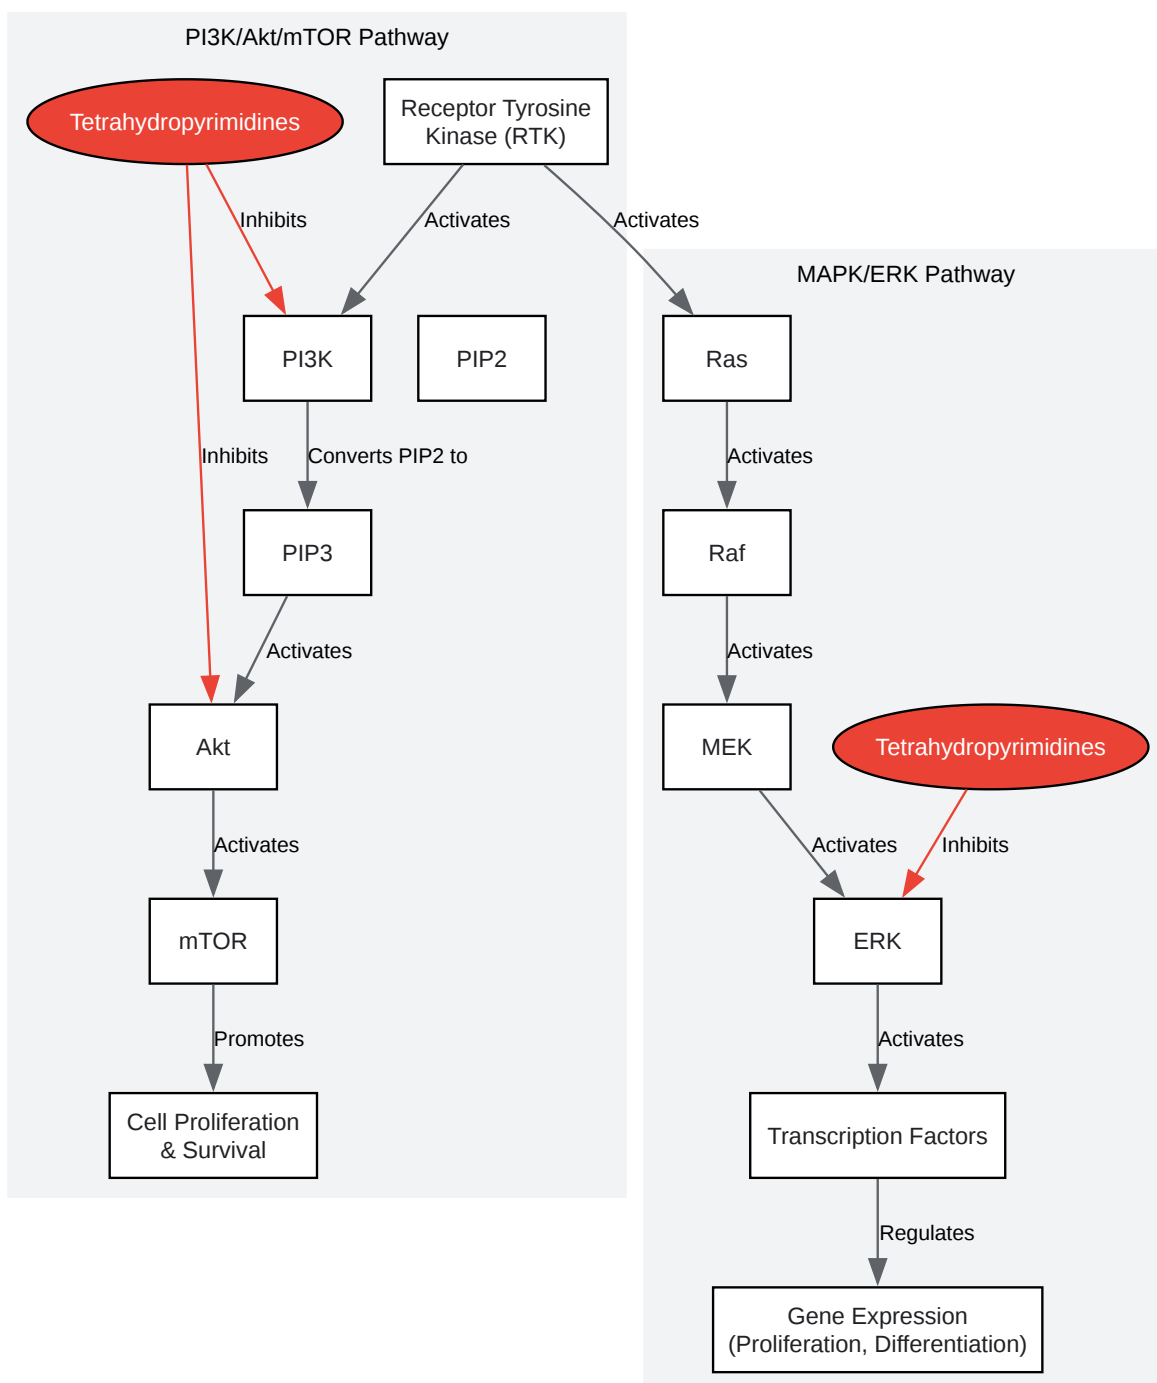 PI3K/Akt/mTOR Pathway
Tetrahydropyrimidines
Receptor Tyrosine
Kinase (RTK)
Inhibits
Activates
Activates
MAPK/ERK Pathway
PI3K
PIP2
Ras
Inhibits
Converts PIP2 to
Activates
PIP3
Raf
Activates
Activates
Akt
MEK
Tetrahydropyrimidines
Activates
Activates
Inhibits
mTOR
ERK
Promotes
Activates
Cell Proliferation
& Survival
Transcription Factors
Regulates
Gene Expression
(Proliferation, Differentiation)